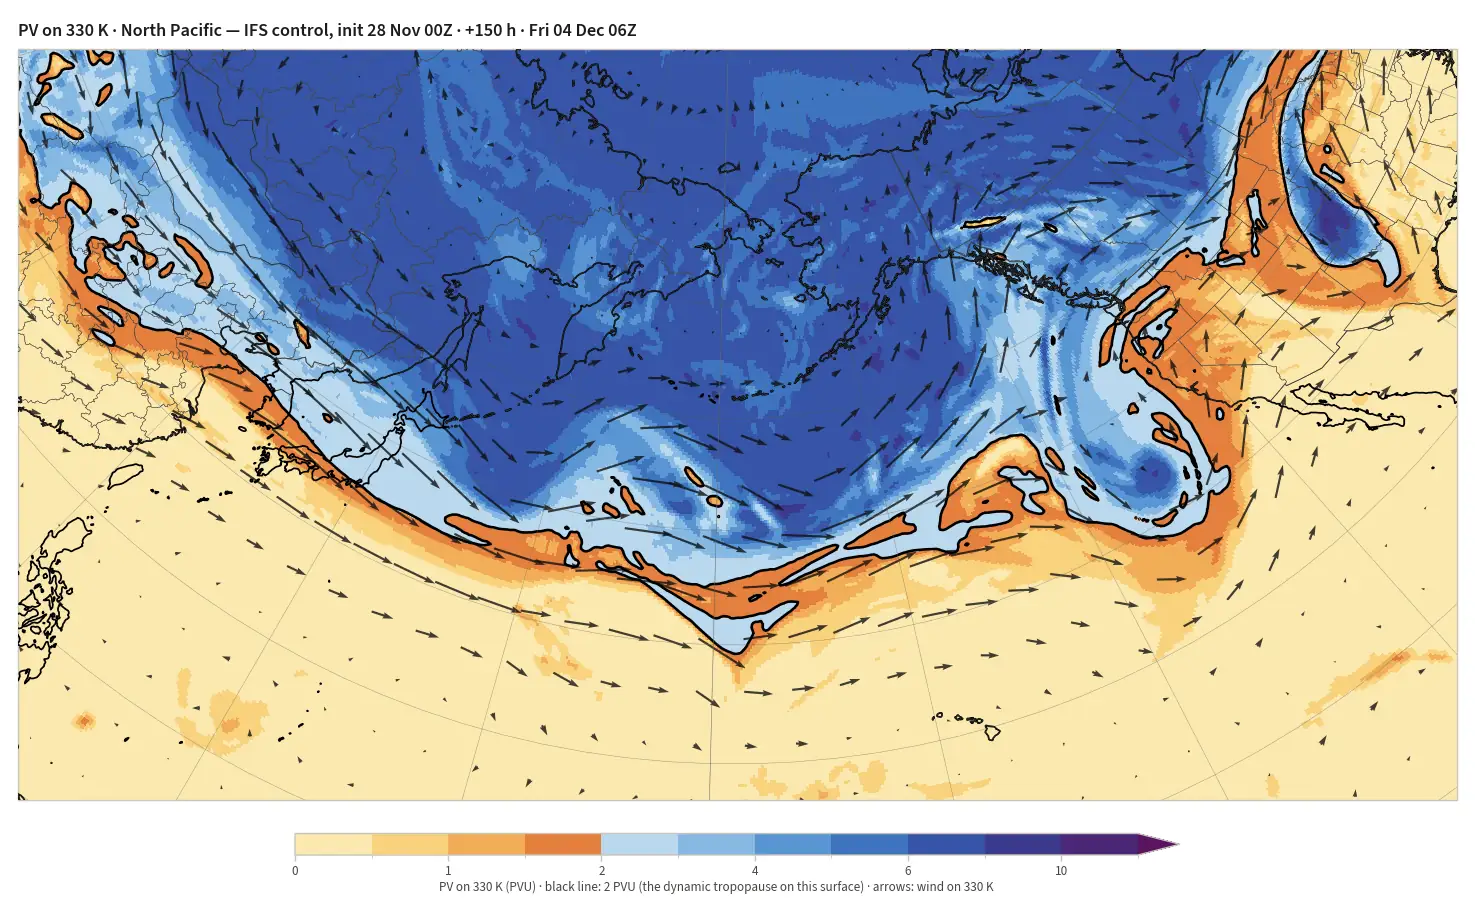 PV on 330 K · North Pacific — IFS control, init 28 Nov 00Z · +150 h · Fri 04 Dec 06Z
0 1 2 4 6 10
PV on 330 K (PVU) · black line: 2 PVU (the dynamic tropopause on this surface) · arrows: wind on 330 K